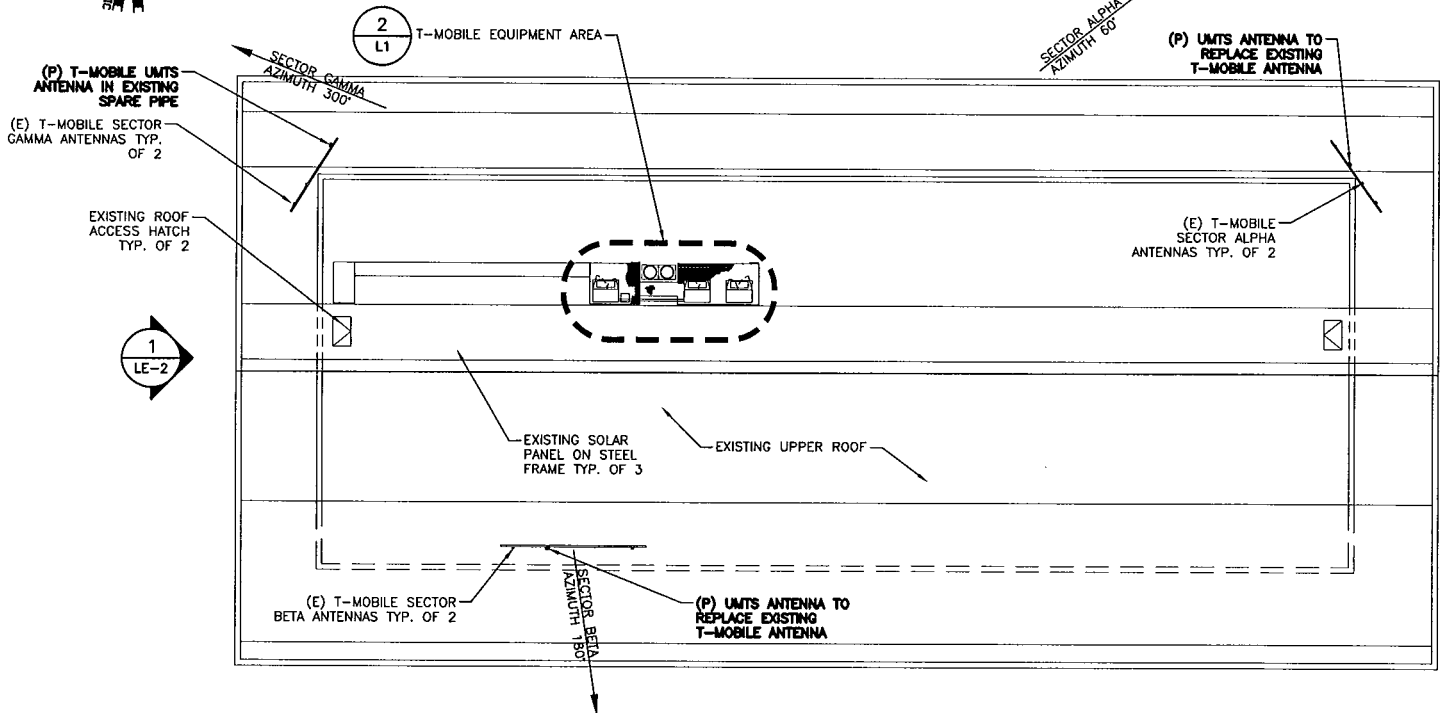 2
L1
T-MOBILE EQUIPMENT AREA
SECTOR ALPHA
AZIMUTH 60°
(P) UMTS ANTENNA TO
REPLACE EXISTING
T-MOBILE ANTENNA
SECTOR GAMMA
AZIMUTH 300°
(P) T-MOBILE UMTS
ANTENNA IN EXISTING
SPARE PIPE
(E) T-MOBILE SECTOR
GAMMA ANTENNAS TYP.
OF 2
EXISTING ROOF
ACCESS HATCH
TYP. OF 2
(E) T-MOBILE
SECTOR ALPHA
ANTENNAS TYP. OF 2
1
LE-2
EXISTING SOLAR
PANEL ON STEEL
FRAME TYP. OF 3
EXISTING UPPER ROOF
(E) T-MOBILE SECTOR
BETA ANTENNAS TYP. OF 2
SECTOR BETA
AZIMUTH 180°
(P) UMTS ANTENNA TO
REPLACE EXISTING
T-MOBILE ANTENNA